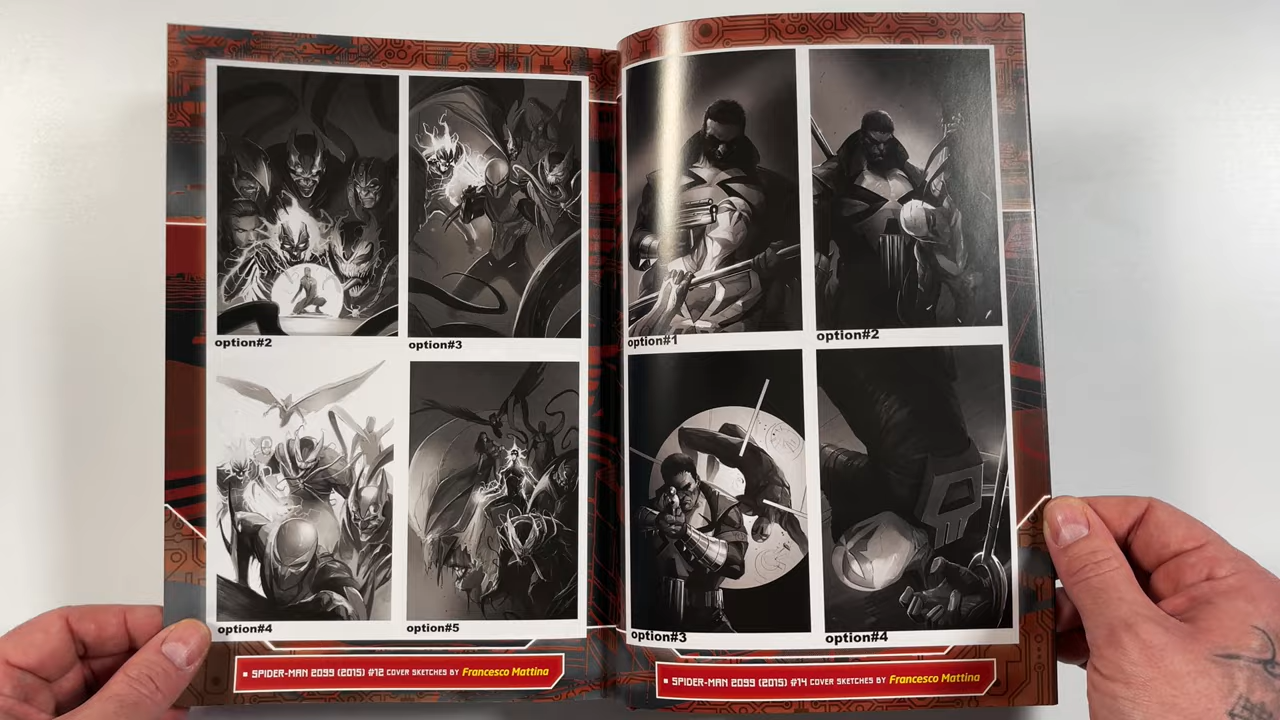 option#2
option#3
option#4
option#5
▪ SPIDER-MAN 2099 (2015) #12 COVER SKETCHES BY Francesco Mattina
option#1
option#2
option#3
option#4
▪ SPIDER-MAN 2099 (2015) #14 COVER SKETCHES BY Francesco Mattina